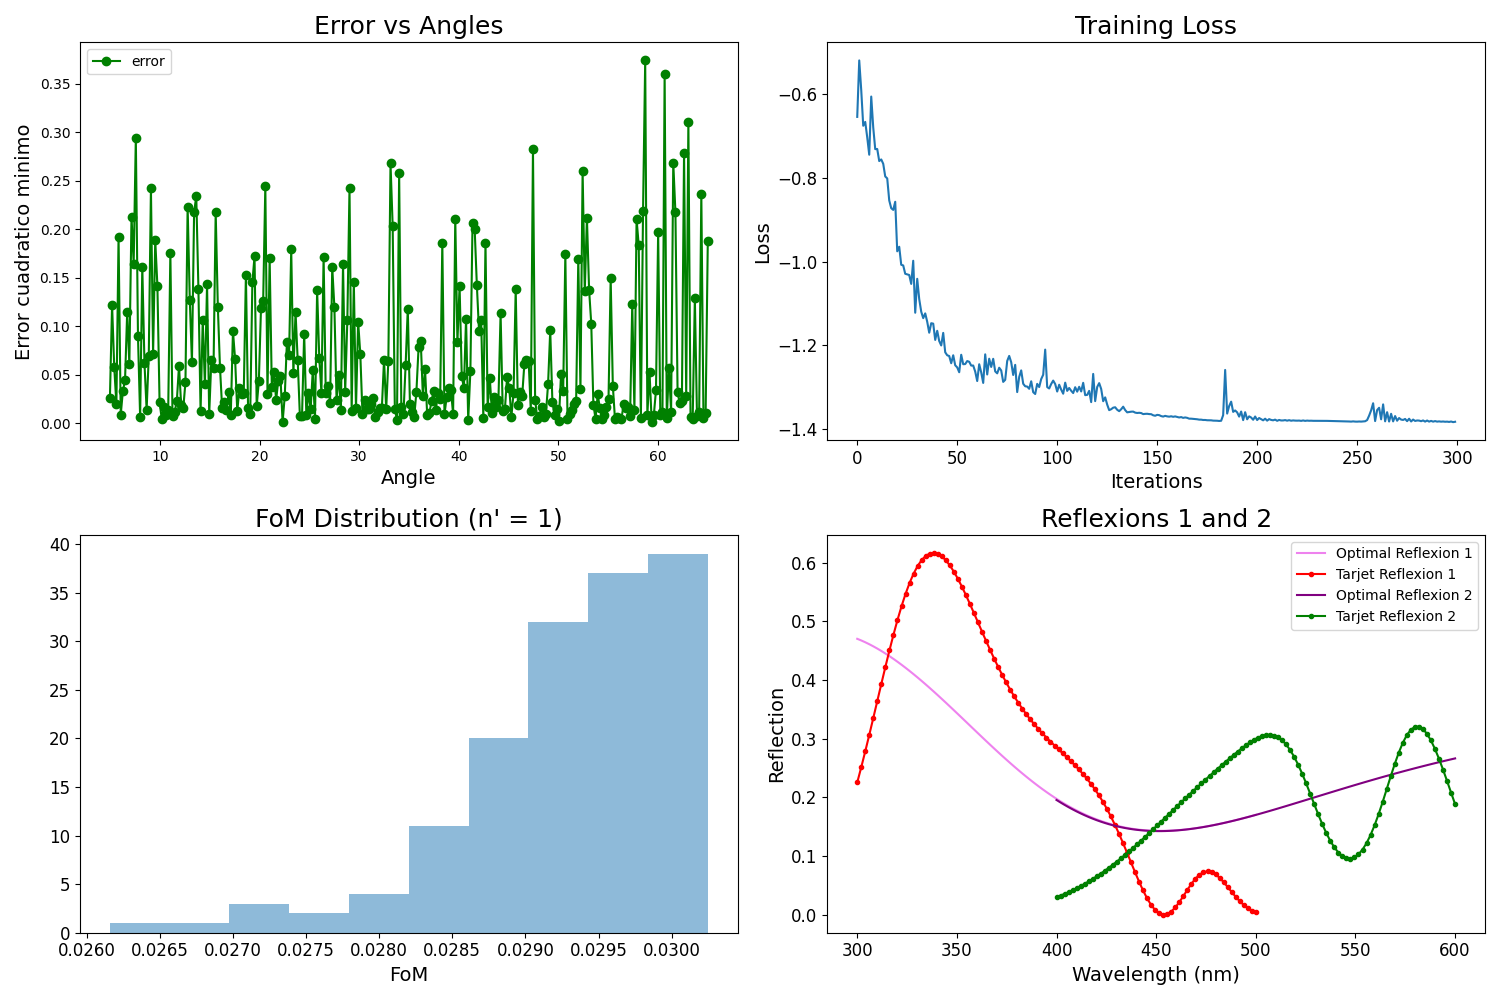 Error vs Angles
error
Error cuadratico minimo
0.35
0.30
0.25
0.20
0.15
0.10
0.05
0.00
10 20 30 40 50 60
Angle
Training Loss
Loss
−0.6
−0.8
−1.0
−1.2
−1.4
0 50 100 150 200 250 300
Iterations
FoM Distribution (n' = 1)
40
35
30
25
20
15
10
5
0
0.0260 0.0265 0.0270 0.0275 0.0280 0.0285 0.0290 0.0295 0.0300
FoM
Reflexions 1 and 2
Optimal Reflexion 1
Tarjet Reflexion 1
Optimal Reflexion 2
Tarjet Reflexion 2
Reflection
0.6
0.5
0.4
0.3
0.2
0.1
0.0
300 350 400 450 500 550 600
Wavelength (nm)